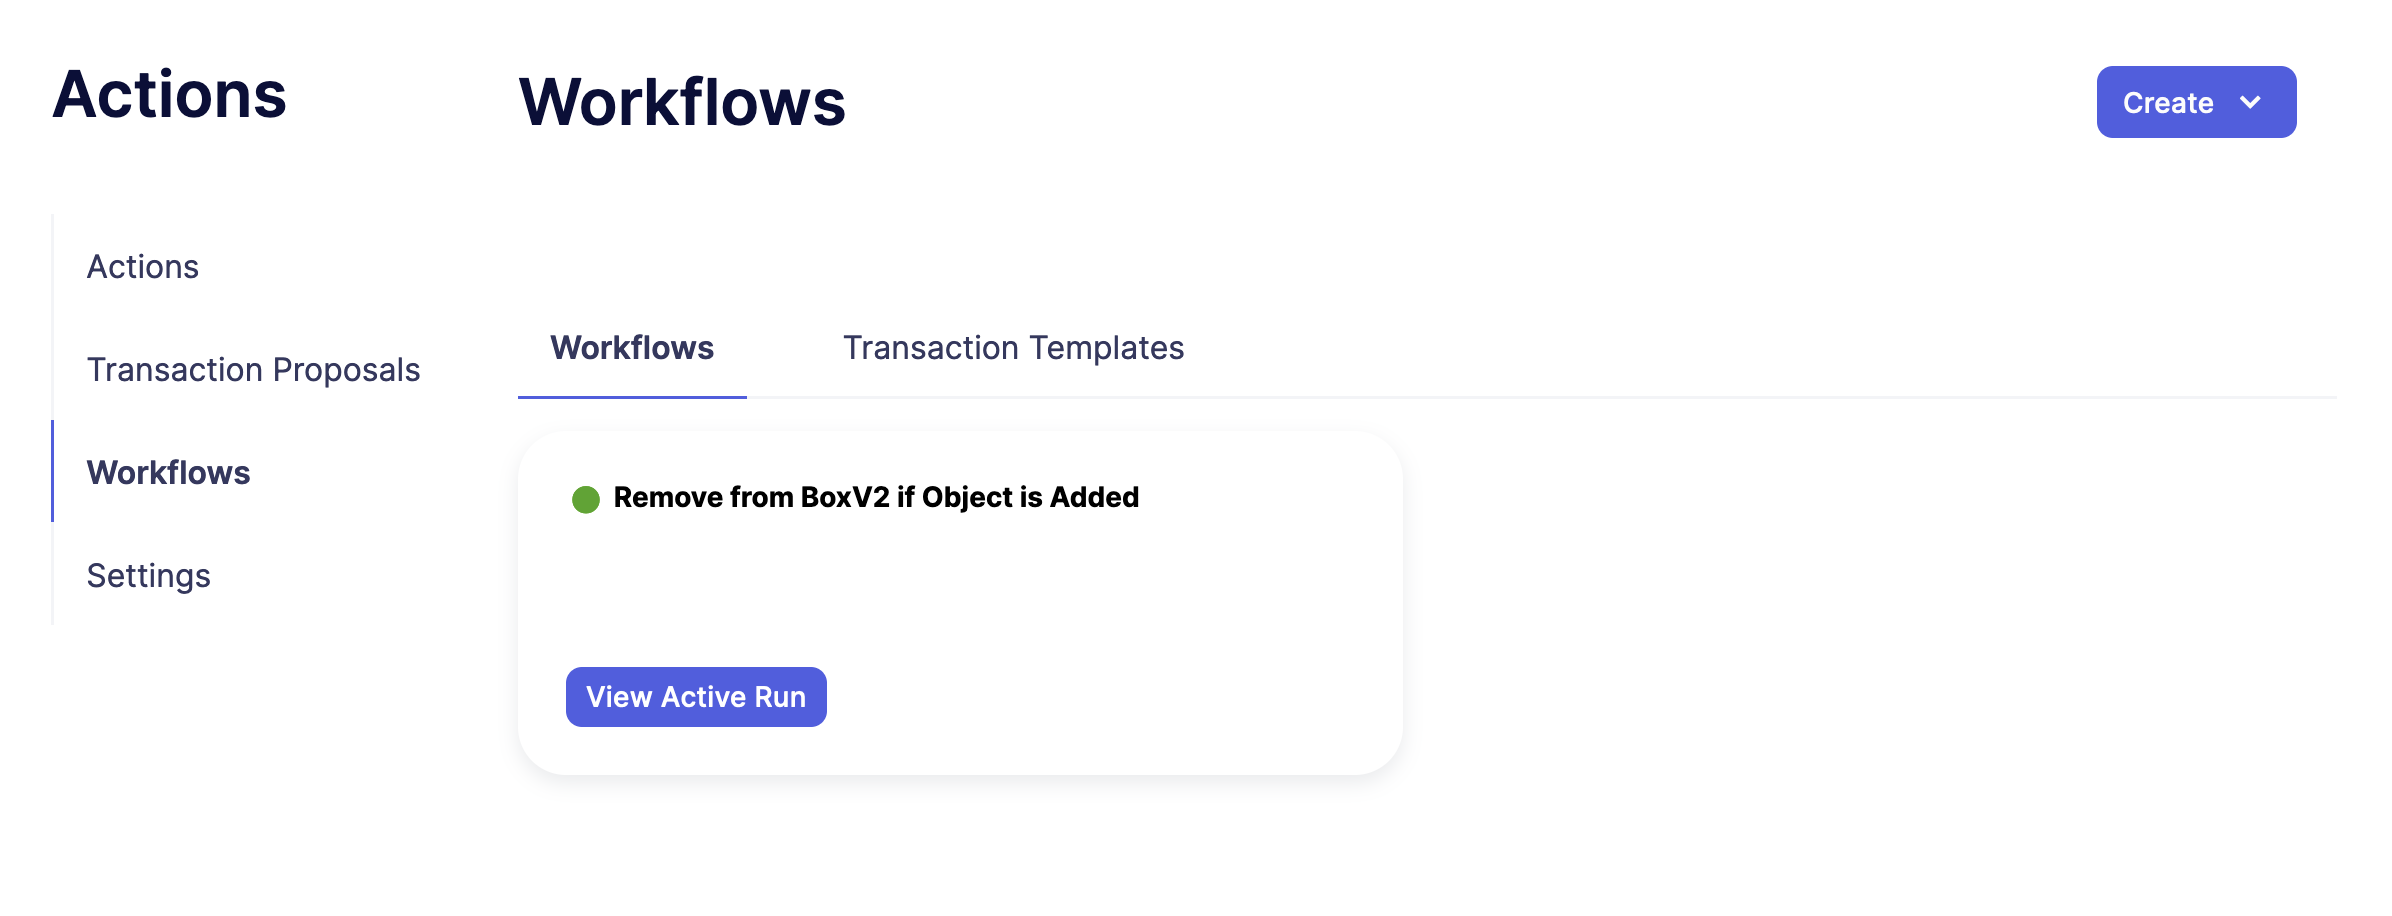 Actions
Workflows
Create
Actions
Transaction Proposals
Workflows
Settings
Workflows
Transaction Templates
Remove from BoxV2 if Object is Added
View Active Run